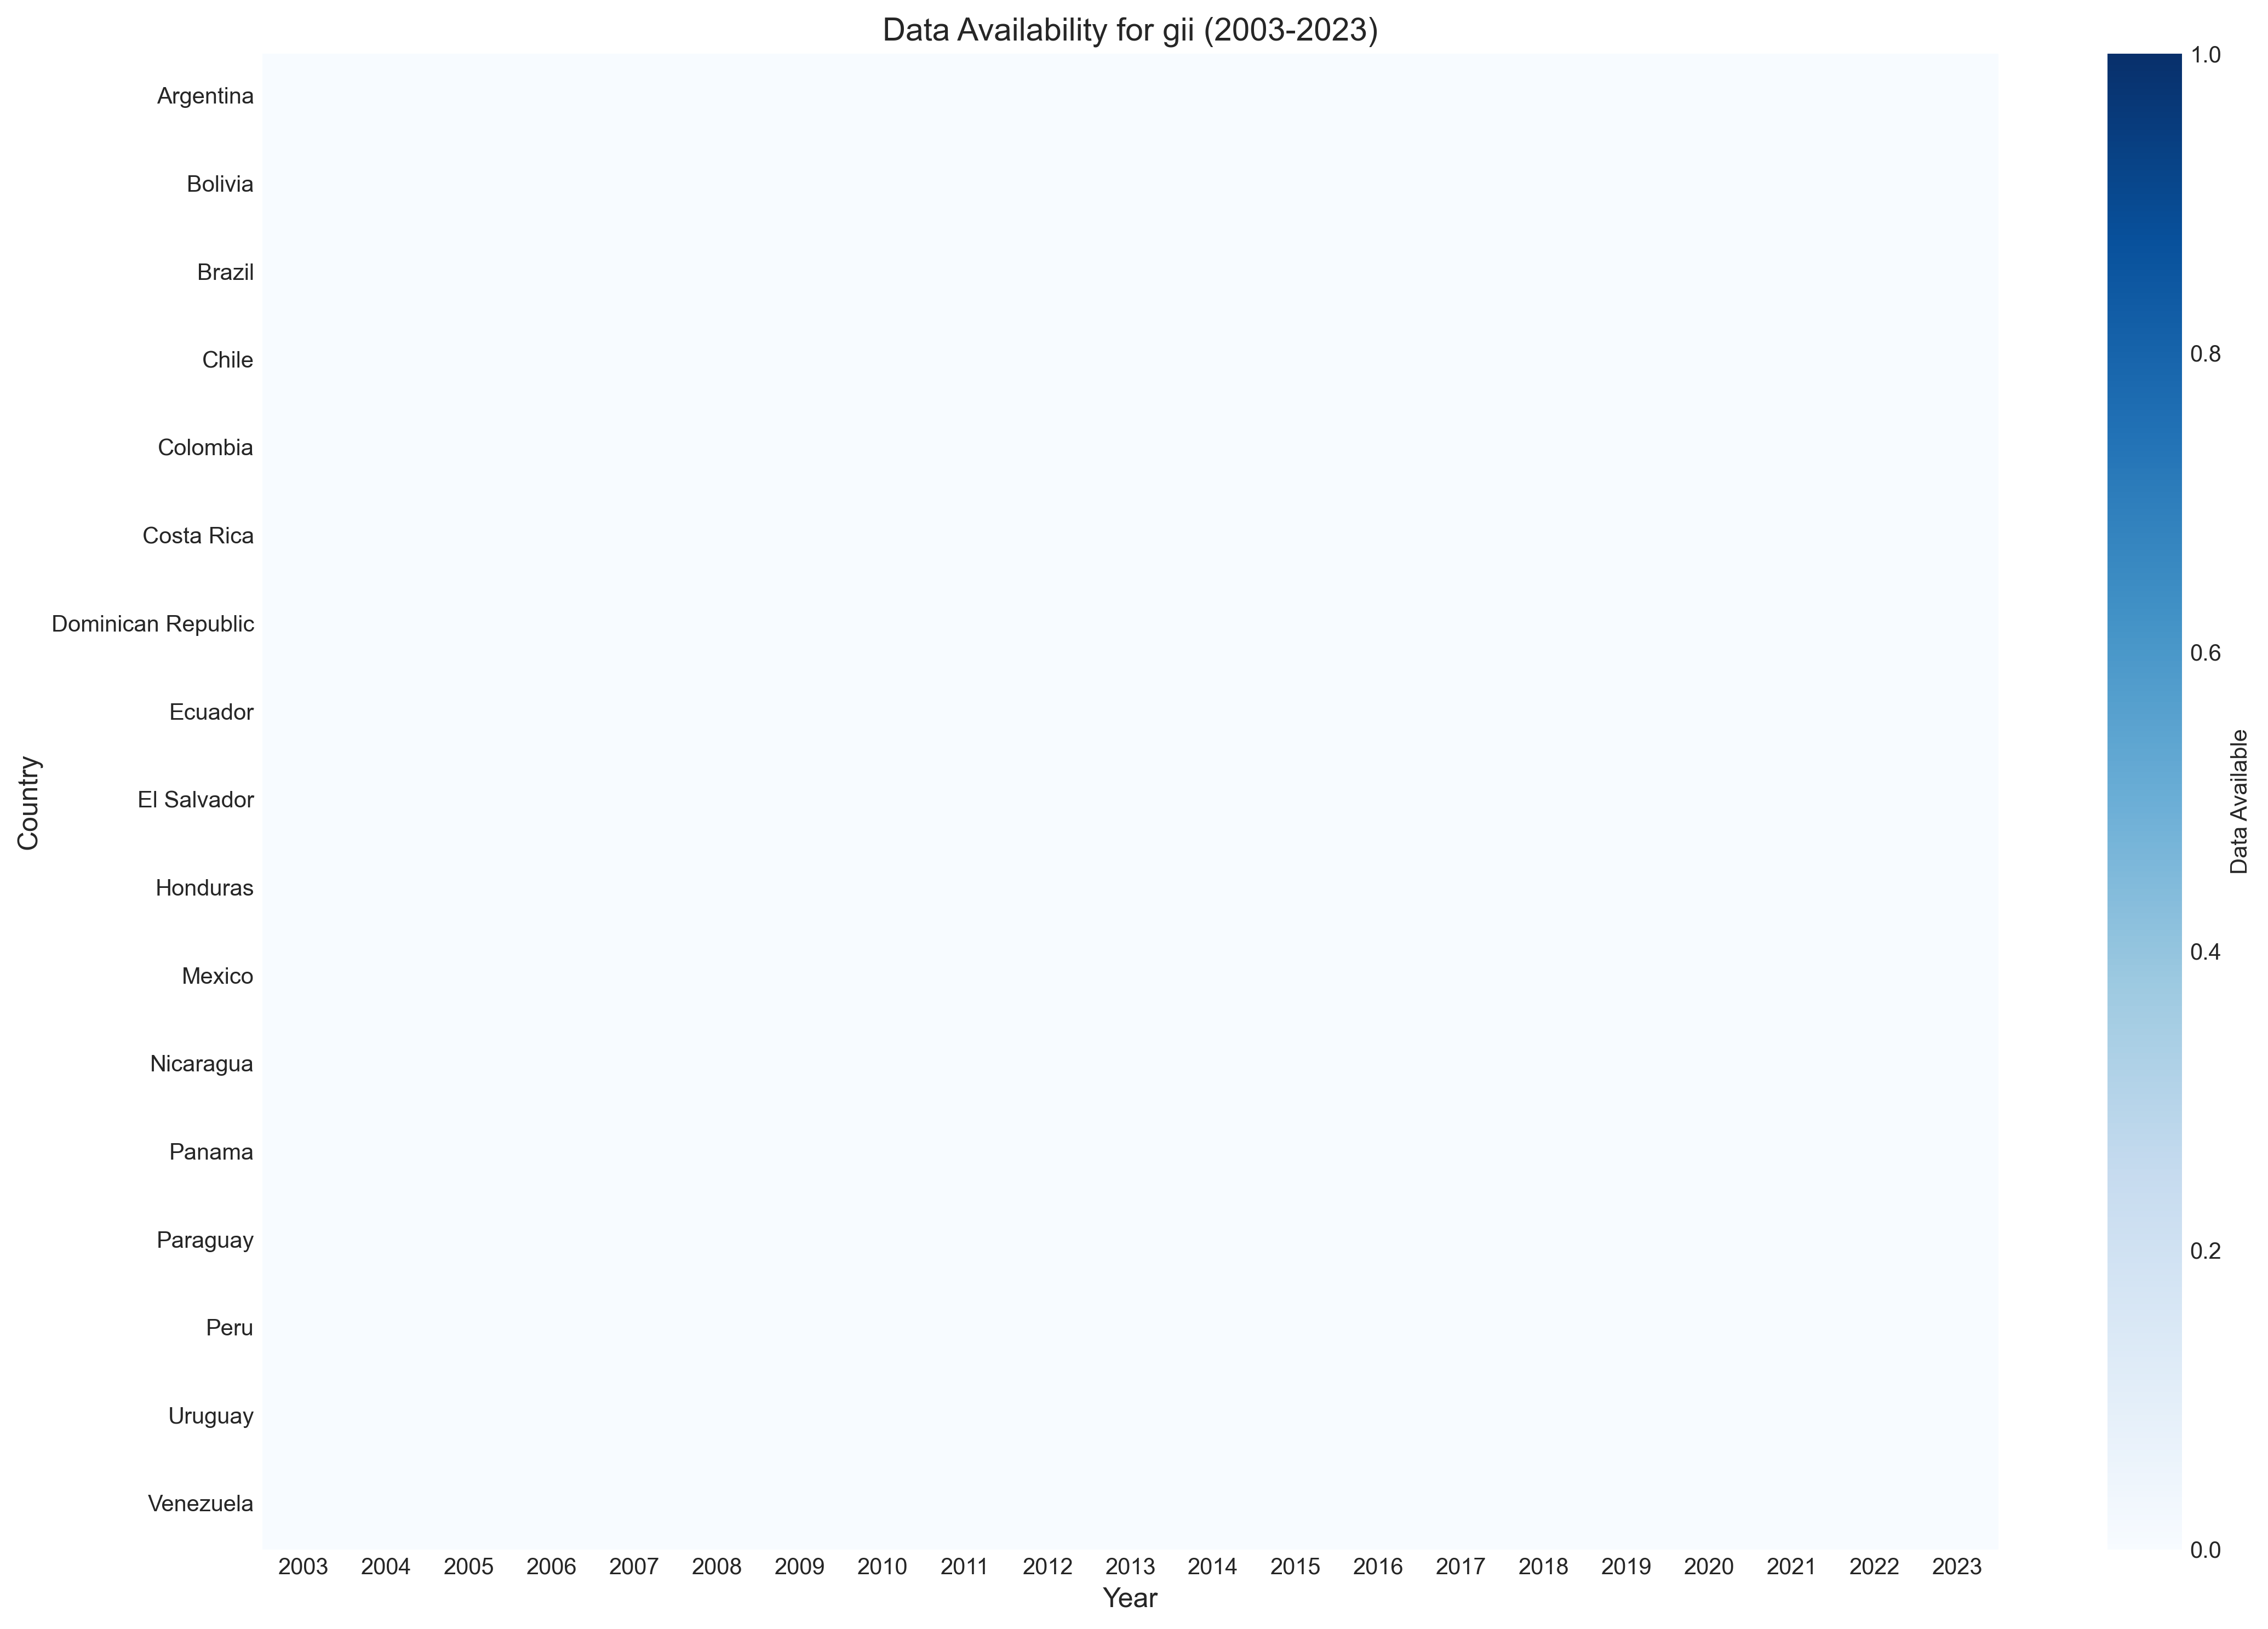 Data Availability for gii (2003-2023)
Country
Argentina
Bolivia
Brazil
Chile
Colombia
Costa Rica
Dominican Republic
Ecuador
El Salvador
Honduras
Mexico
Nicaragua
Panama
Paraguay
Peru
Uruguay
Venezuela
2003 2004 2005 2006 2007 2008 2009 2010 2011 2012 2013 2014 2015 2016 2017 2018 2019 2020 2021 2022 2023
Year
1.0
0.8
0.6
0.4
0.2
0.0
Data Available